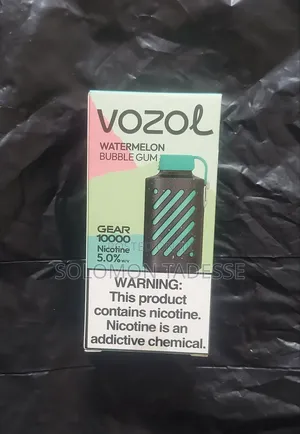 VOZOL
WATERMELON
BUBBLE GUM
GEAR
10000
Nicotine
5.0%
SOLOMON TADESSE
WARNING:
This product
contains nicotine.
Nicotine is an
addictive chemical.